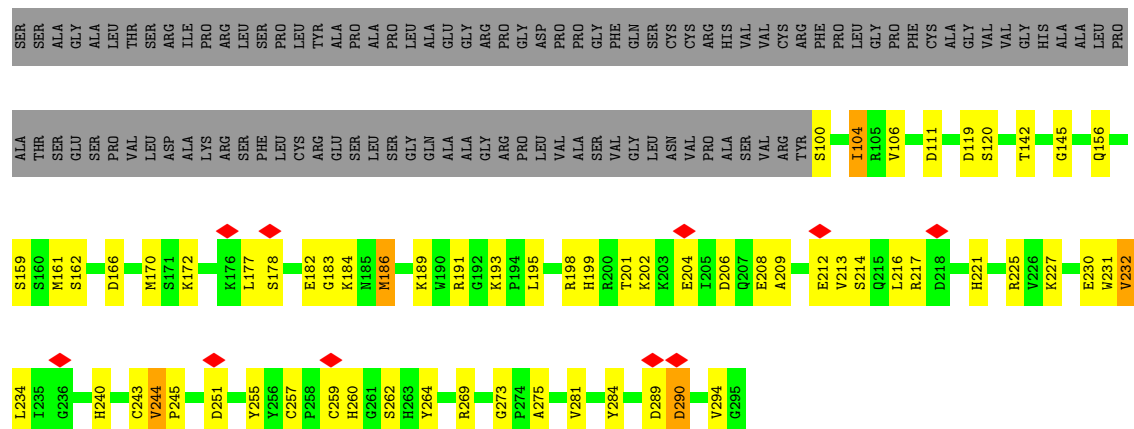 SER SER ALA GLY ALA LEU THR SER ARG ILE PRO ARG LEU SER PRO LEU TYR ALA PRO ALA PRO LEU ALA GLU GLY ARG PRO GLY ASP PRO PRO GLY PHE GLN SER CYS CYS ARG HIS VAL VAL CYS ARG PHE PRO LEU GLY PRO PHE CYS ALA GLY VAL VAL GLY HIS ALA ALA LEU PRO
ALA THR SER GLU SER PRO VAL LEU ASP ALA LYS ARG SER PHE LEU CYS ARG GLU SER LEU SER GLY GLN ALA ALA GLY ARG PRO LEU VAL ALA SER VAL GLY LEU ASN VAL PRO ALA SER VAL ARG TYR S100 I104 R105 V106 D111 D119 S120 T142 G145 Q156
S159 S160 M161 S162 D166 M170 S171 K172 K176 L177 S178 E182 G183 K184 N185 M186 K189 W190 R191 G192 K193 P194 L195 R198 H199 R200 T201 K202 K203 E204 I205 D206 Q207 E208 A209 E212 V213 S214 Q215 L216 R217 D218 H221 R225 V226 K227 E230 W231 V232
L234 I235 G236 H240 C243 V244 P245 D251 Y255 Y256 C257 P258 C259 H260 G261 S262 H263 Y264 R269 G273 P274 A275 V281 Y284 D289 D290 V294 G295